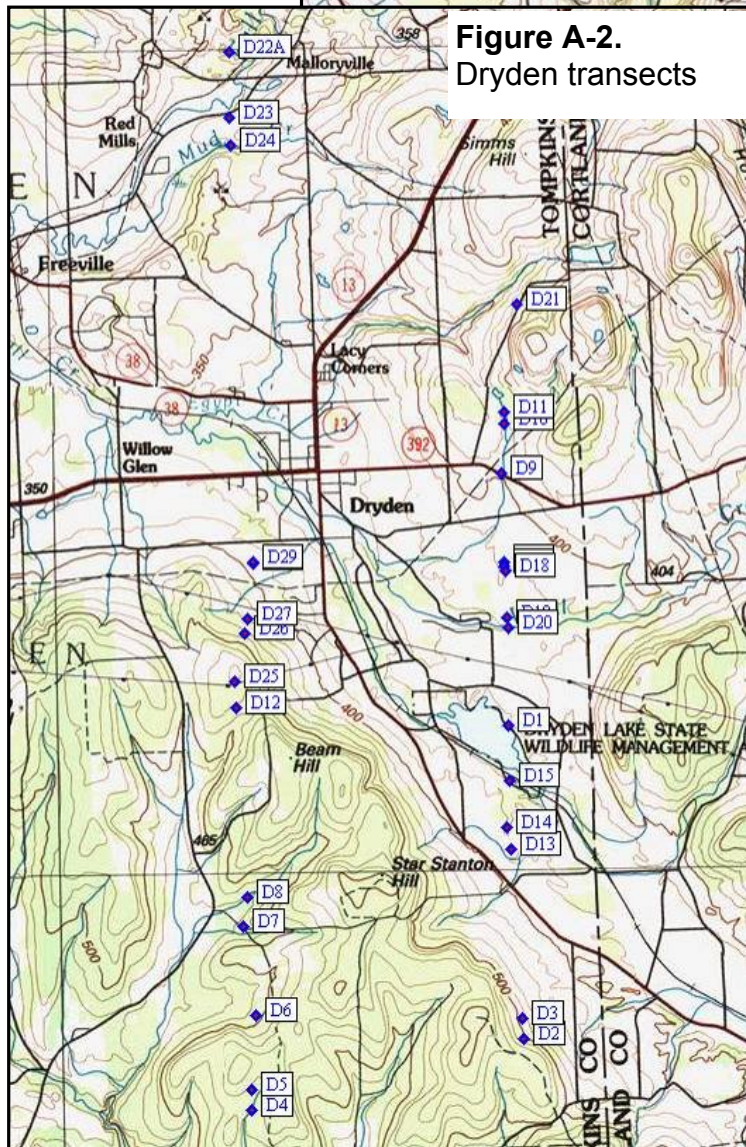 Figure A-2.
Dryden transects
358
D22A
Malloryville
D23
Red
Mills
D24
Mud
Simms
Hill
TOMPKINS
CORTLAND
E N
Freeville
13
D21
38
350
Lacy
Corners
38
13
392
D11
Willow
Glen
D9
350
Dryden
400
D29
D18
404
D27
D26
D20
E N
D25
D12
400
D1
DRYDEN LAKE STATE
WILDLIFE MANAGEMENT
Beam
Hill
D15
D14
465
D13
Star Stanton
Hill
D8
D7
500
500
D6
D3
D2
D5
D4
KINS CO
AND CO